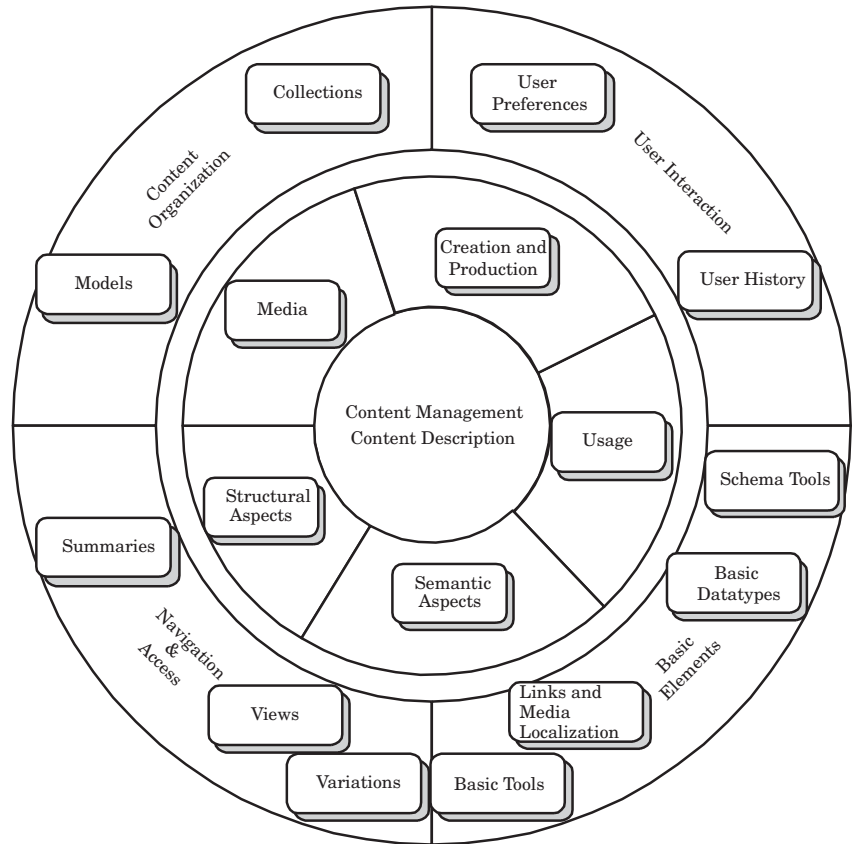 Collections
User
Preferences
Content
Organization
User Interaction
Creation and
Production
Models
Media
User History
Content Management
Content Description
Usage
Schema Tools
Structural
Aspects
Summaries
Semantic
Aspects
Basic
Datatypes
Navigation
&
Access
Basic
Elements
Links and
Media
Localization
Views
Variations
Basic Tools